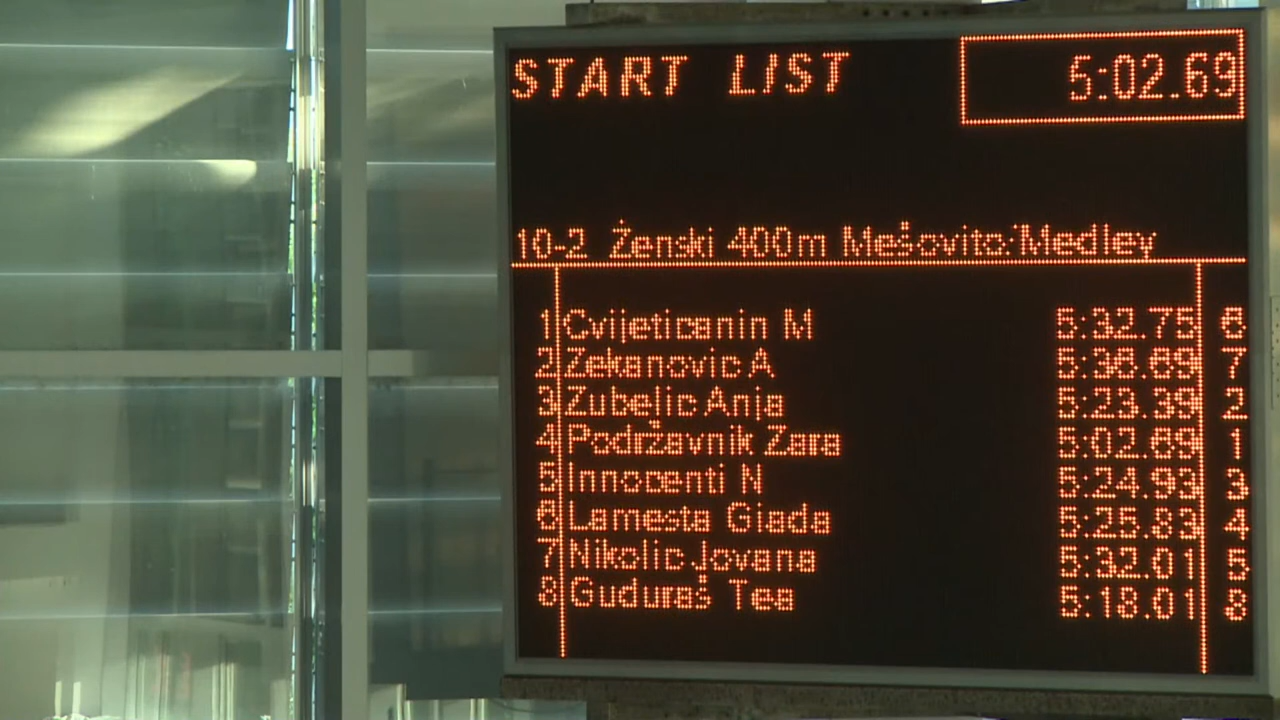 START LIST 5:02.69
10-2 Ženski 400m Mešovito/Medley
1 Cvijeticanin M 5:32.75 6
2 Zekanovic A 5:36.69 7
3 Zubelic Anja 5:23.39 2
4 Podržavnik Zara 5:02.69 1
5 Innocenti N 5:24.93 3
6 Lamesta Giada 5:25.83 4
7 Nikolic Jovana 5:32.01 5
8 Guduraš Tea 5:18.01 8